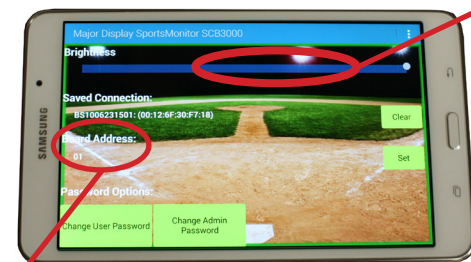 Major Display SportsMonitor SCB3000
Brightness
Saved Connection:
BS1006231501: (00:12:6F:30:F7:18)
Clear
Board Address:
01
Set
Password Options:
Change User Password
Change Admin
Password
SAMSUNG